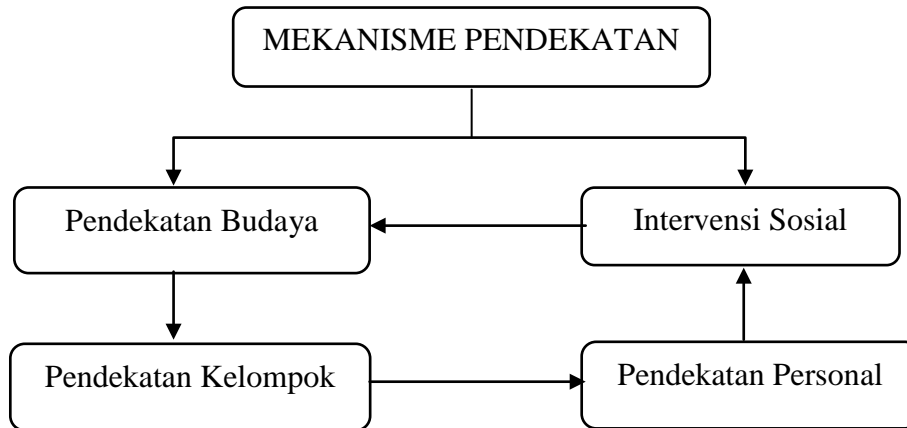 MEKANISME PENDEKATAN
Pendekatan Budaya
Intervensi Sosial
Pendekatan Kelompok
Pendekatan Personal